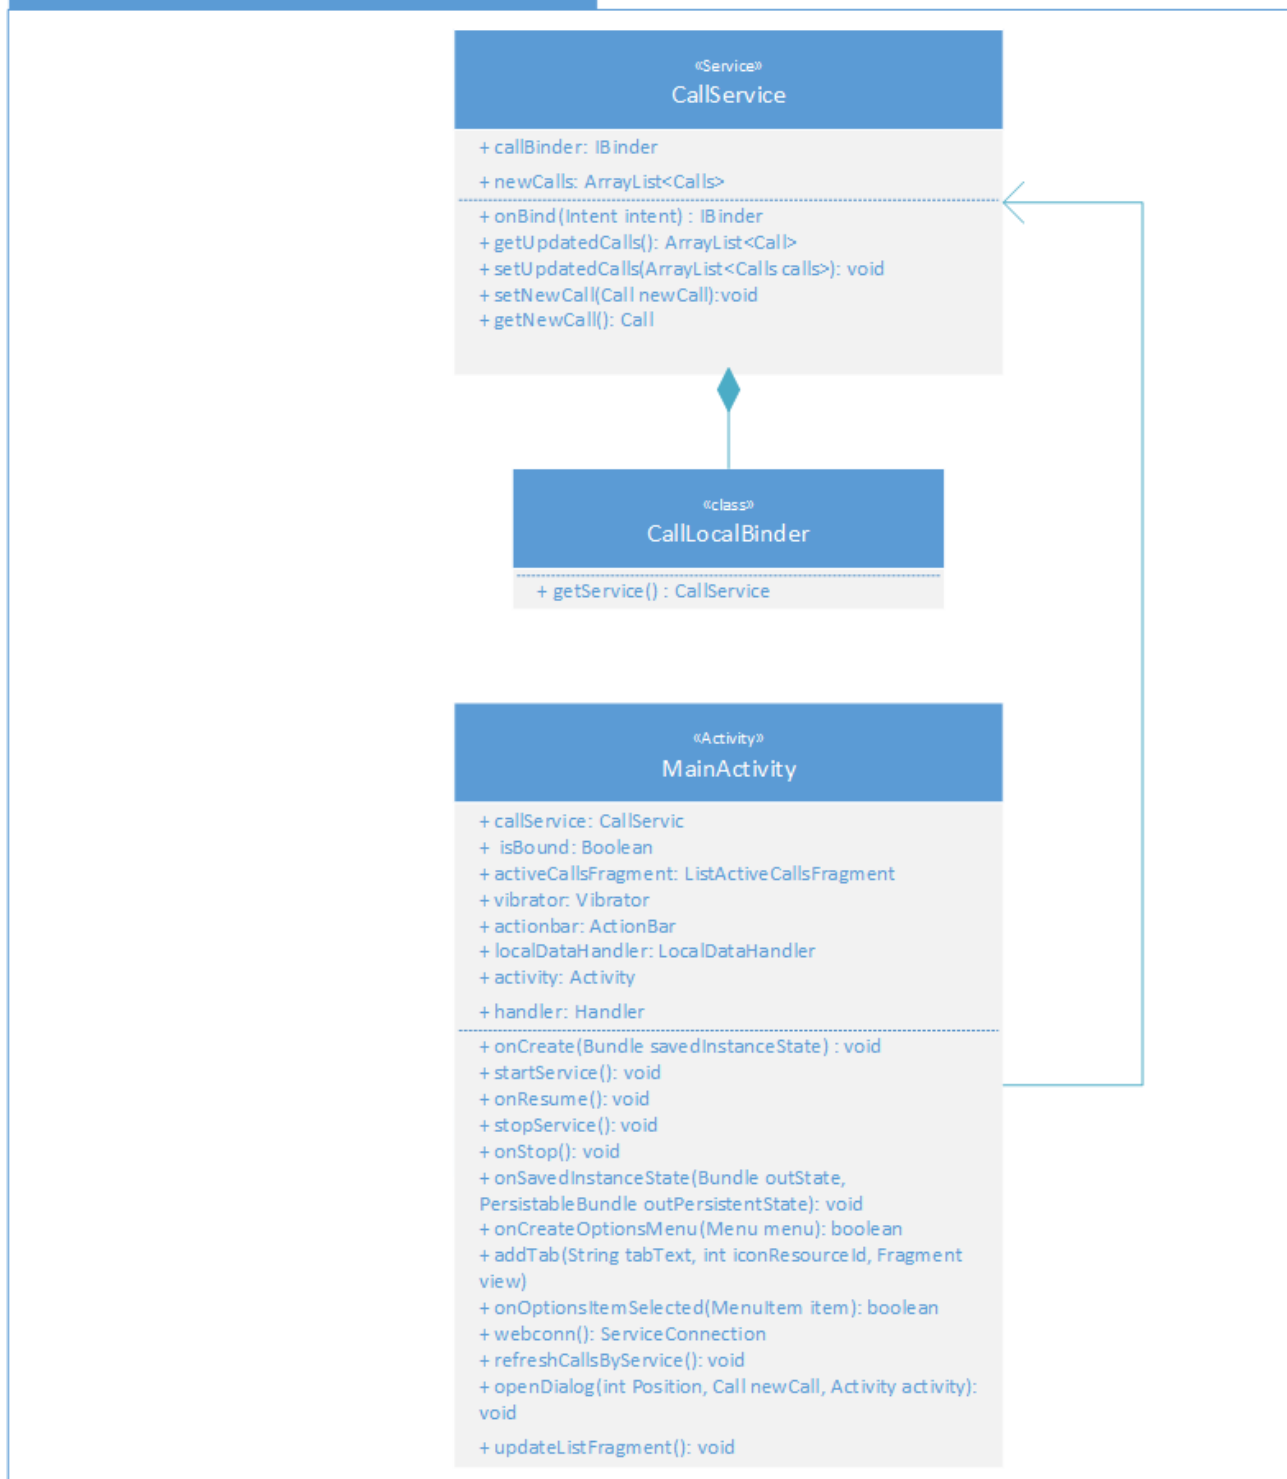 «Service»
CallService
+ callBinder: IBinder
+ newCalls: ArrayList<Calls>
+ onBind(Intent intent) : IBinder
+ getUpdatedCalls(): ArrayList<Call>
+ setUpdatedCalls(ArrayList<Calls calls>): void
+ setNewCall(Call newCall):void
+ getNewCall(): Call
«class»
CallLocalBinder
+ getService() : CallService
«Activity»
MainActivity
+ callService: CallServic
+ isBound: Boolean
+ activeCallsFragment: ListActiveCallsFragment
+ vibrator: Vibrator
+ actionbar: ActionBar
+ localDataHandler: LocalDataHandler
+ activity: Activity
+ handler: Handler
+ onCreate(Bundle savedInstanceState) : void
+ startService(): void
+ onResume(): void
+ stopService(): void
+ onStop(): void
+ onSavedInstanceState(Bundle outState,
PersistableBundle outPersistentState): void
+ onCreateOptionsMenu(Menu menu): boolean
+ addTab(String tabText, int iconResourceId, Fragment
view)
+ onOptionsItemSelected(MenuItem item): boolean
+ webconn(): ServiceConnection
+ refreshCallsByService(): void
+ openDialog(int Position, Call newCall, Activity activity):
void
+ updateListFragment(): void